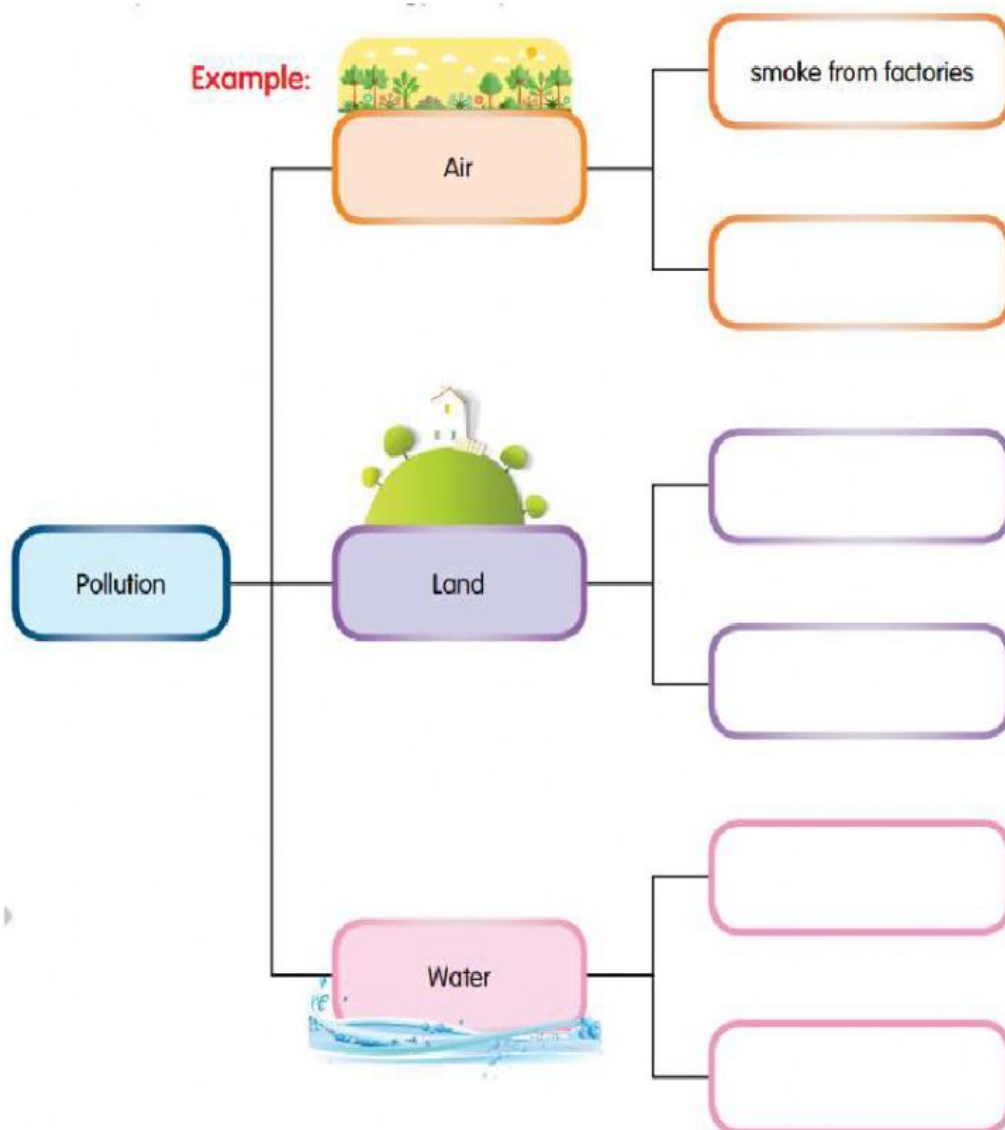 Example:
smoke from factories
Air
Pollution
Land
Water